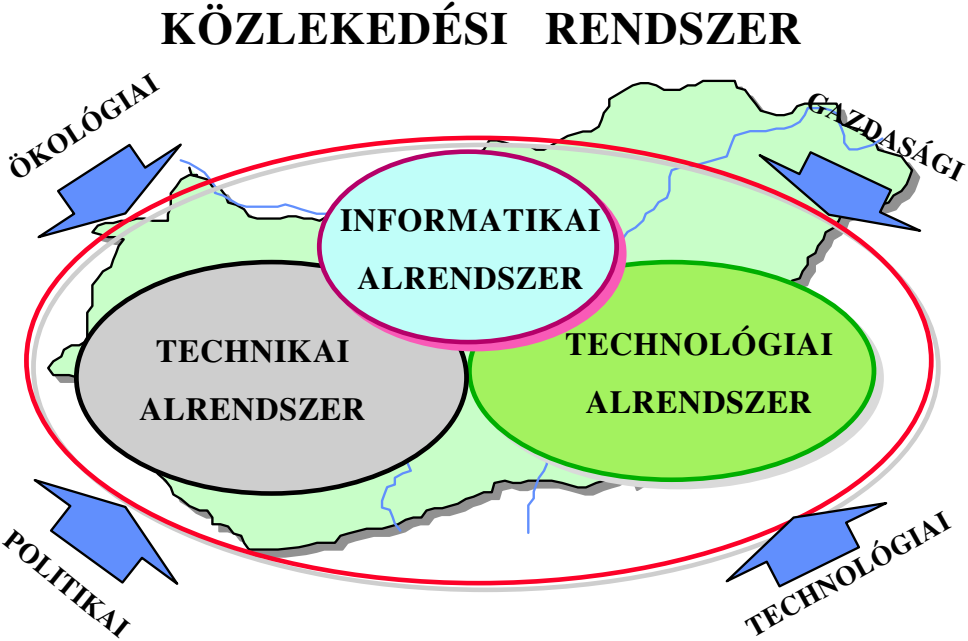 KÖZLEKEDÉSI RENDSZER
ÖKOLÓGIAI
GAZDASÁGI
INFORMATIKAI
ALRENDSZER
TECHNIKAI
ALRENDSZER
TECHNOLÓGIAI
ALRENDSZER
POLITIKAI
TECHNOLÓGIAI